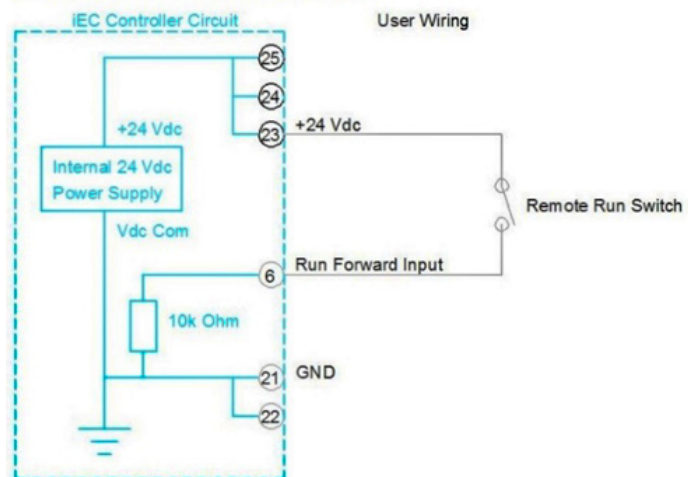 iEC Controller Circuit
User Wiring
25
24
+24 Vdc
23
+24 Vdc
Internal 24 Vdc
Power Supply
Remote Run Switch
Vdc Com
6
Run Forward Input
10k Ohm
21
GND
22